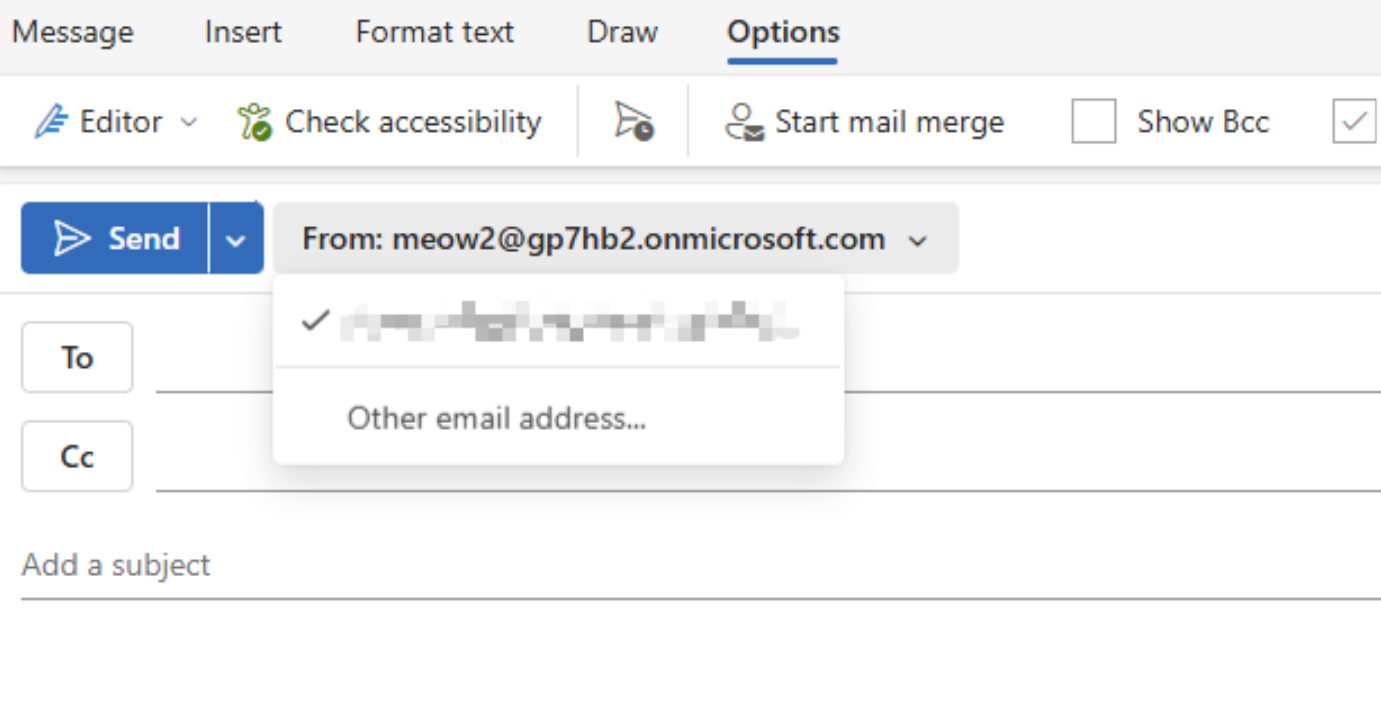 Message Insert Format text Draw Options
Editor Check accessibility Start mail merge Show Bcc
Send From: meow2@gp7hb2.onmicrosoft.com
To
Other email address...
Cc
Add a subject